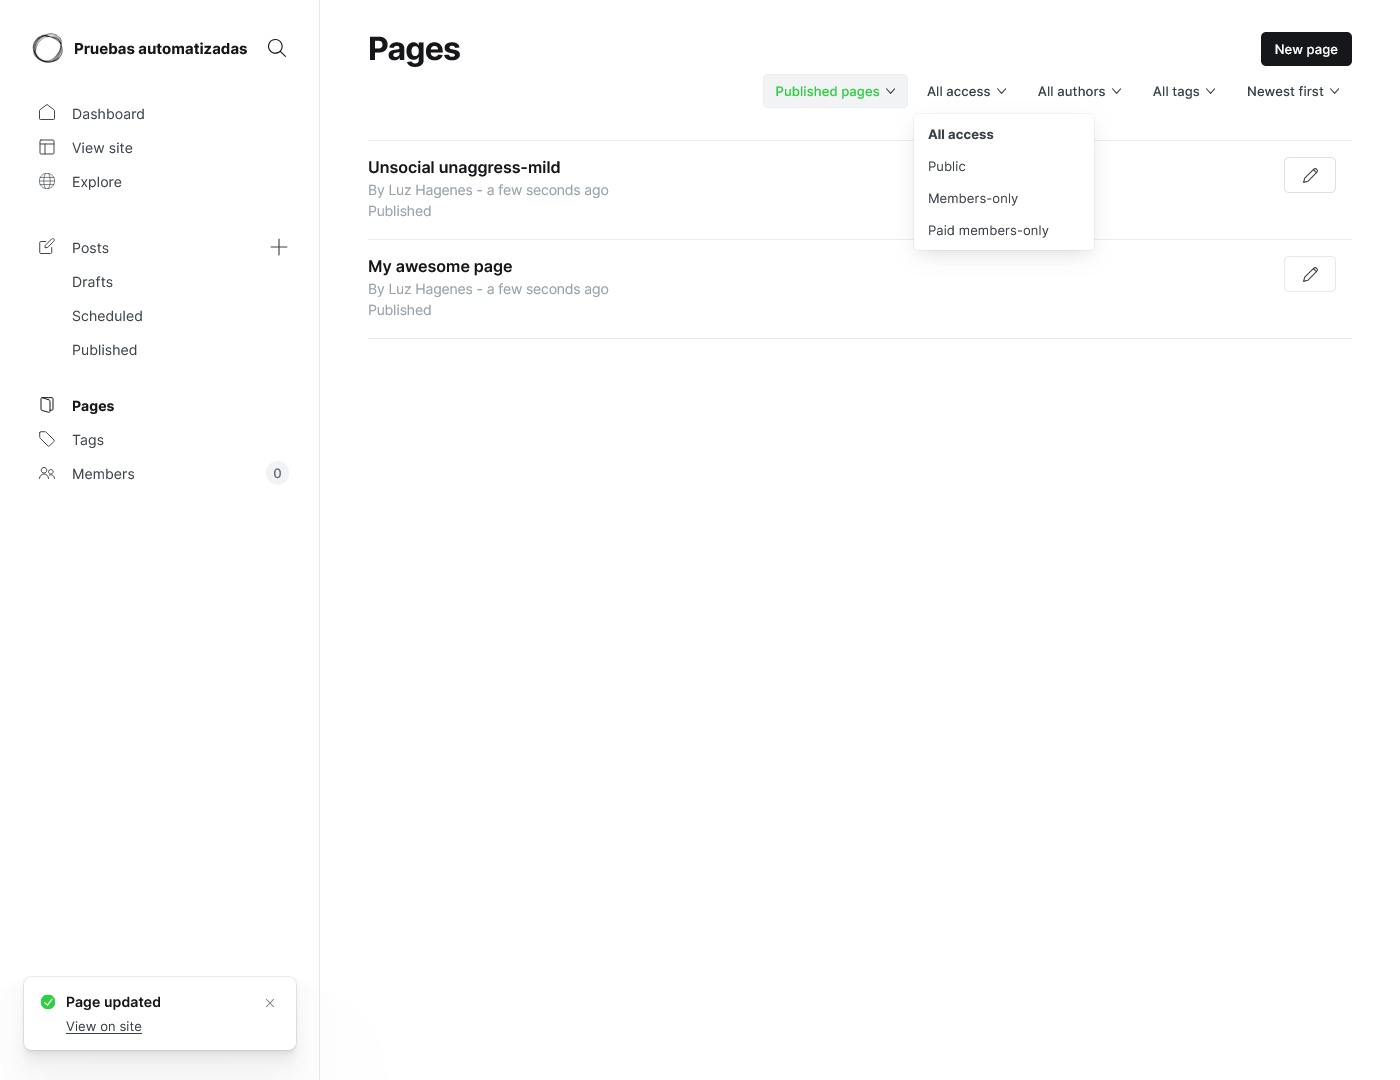 Pruebas automatizadas
Dashboard
View site
Explore
Posts
Drafts
Scheduled
Published
Pages
Tags
Members
0
Page updated
View on site
Pages
New page
Published pages
All access
All authors
All tags
Newest first
All access
Public
Members-only
Paid members-only
Unsocial unaggress-mild
By Luz Hagenes - a few seconds ago
Published
My awesome page
By Luz Hagenes - a few seconds ago
Published